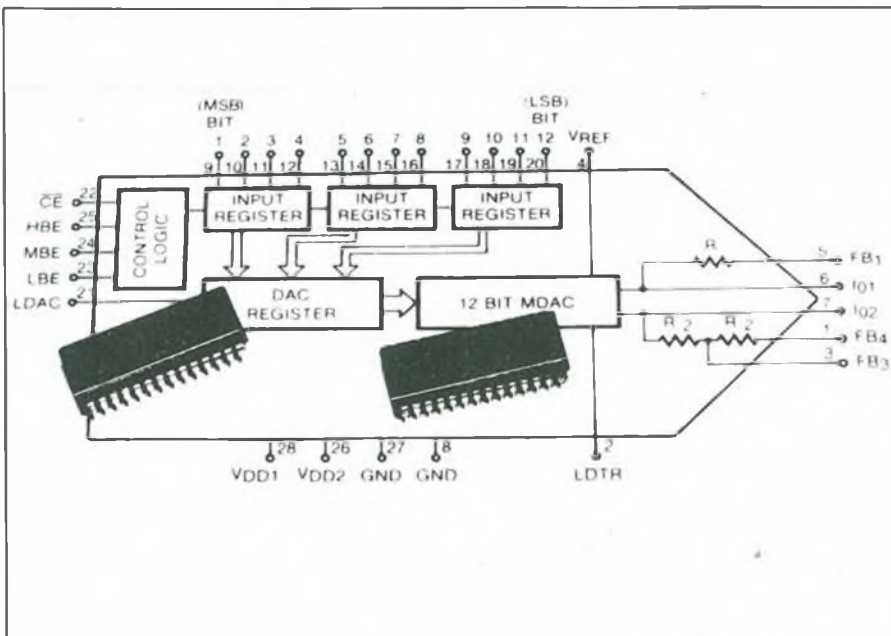 (MSB)
BIT
(LSB)
BIT
1 2 3 4 5 6 7 8 9 10 11 12 VREF
9 10 11 12 13 14 15 16 17 18 19 20 4
CE 22
HBE 25
MBE 24
LBE 23
LDAC 2
CONTROL
LOGIC
INPUT
REGISTER
INPUT
REGISTER
INPUT
REGISTER
DAC
REGISTER
12 BIT MDAC
R 5 FB1
6 IO1
7 IO2
R 2 R 2 1 FB4
3 FB3
28 26 27 8 2
VDD1 VDD2 GND GND LDTR